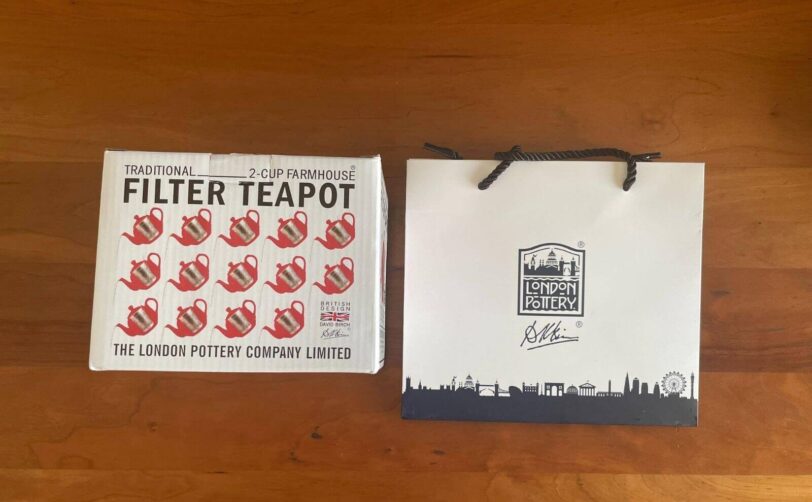 TRADITIONAL 2-CUP FARMHOUSE®
FILTER TEAPOT
BRITISH
DESIGN
DAVID BIRCH
THE LONDON POTTERY COMPANY LIMITED
®
LONDON
POTTERY
®